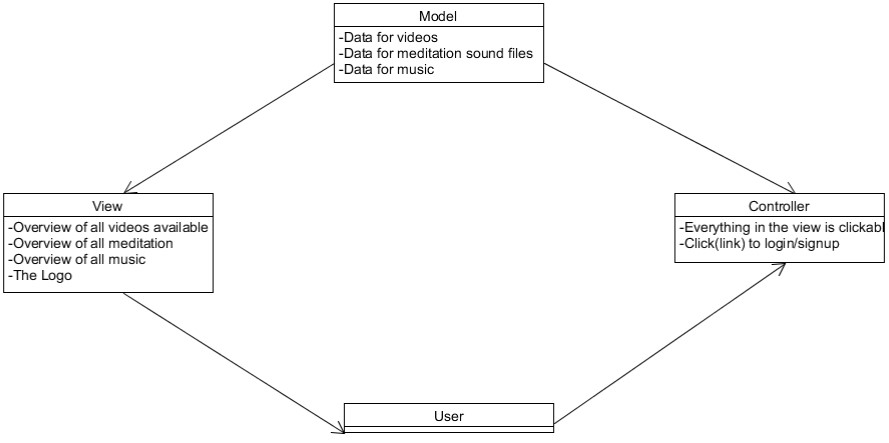 Model
-Data for videos
-Data for meditation sound files
-Data for music
View
-Overview of all videos available
-Overview of all meditation
-Overview of all music
-The Logo
Controller
-Everything in the view is clickabl
-Click(link) to login/signup
User